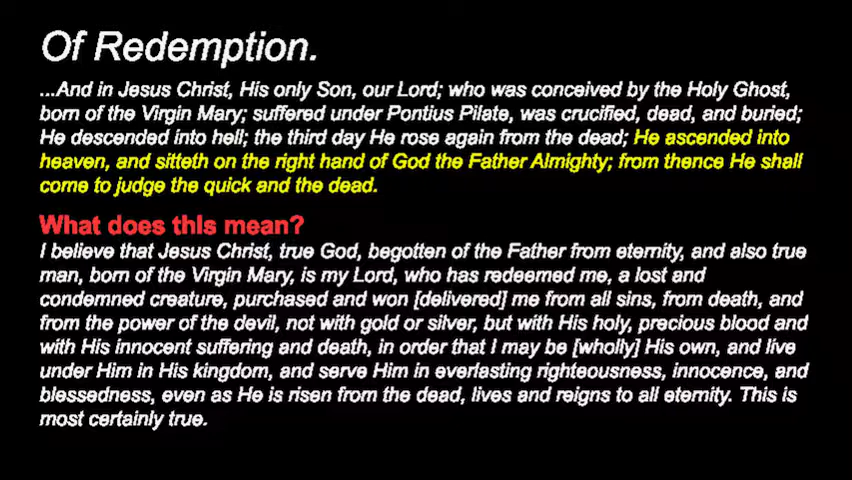 Of Redemption.
...And in Jesus Christ, His only Son, our Lord; who was conceived by the Holy Ghost,
born of the Virgin Mary; suffered under Pontius Pilate, was crucified, dead, and buried;
He descended into hell; the third day He rose again from the dead; He ascended into
heaven, and sitteth on the right hand of God the Father Almighty; from thence He shall
come to judge the quick and the dead.
What does this mean?
I believe that Jesus Christ, true God, begotten of the Father from eternity, and also true
man, born of the Virgin Mary, is my Lord, who has redeemed me, a lost and
condemned creature, purchased and won [delivered] me from all sins, from death, and
from the power of the devil, not with gold or silver, but with His holy, precious blood and
with His innocent suffering and death, in order that I may be [wholly] His own, and live
under Him in His kingdom, and serve Him in everlasting righteousness, innocence, and
blessedness, even as He is risen from the dead, lives and reigns to all eternity. This is
most certainly true.